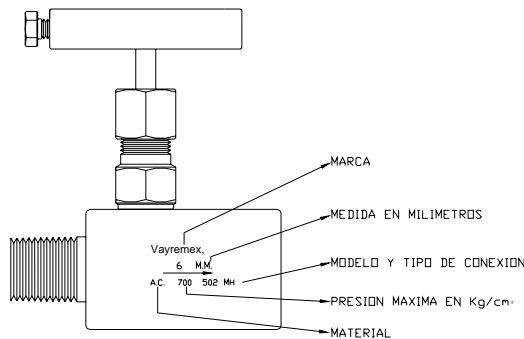 MARCA
MEDIDA EN MILIMETROS
Vayremex,
6 M.M.
MODELO Y TIPO DE CONEXION
A.C. 700 502 MH
PRESION MAXIMA EN Kg/cm²
MATERIAL